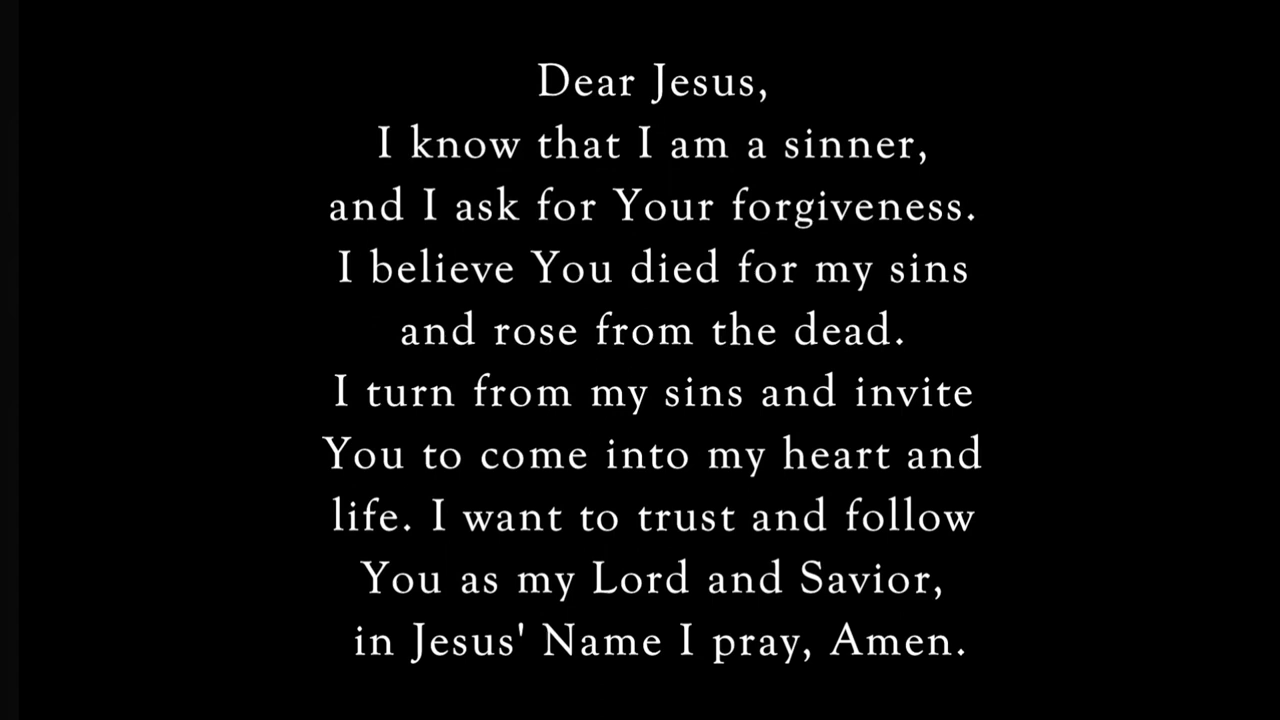 Dear Jesus,
I know that I am a sinner,
and I ask for Your forgiveness.
I believe You died for my sins
and rose from the dead.
I turn from my sins and invite
You to come into my heart and
life. I want to trust and follow
You as my Lord and Savior,
in Jesus' Name I pray, Amen.